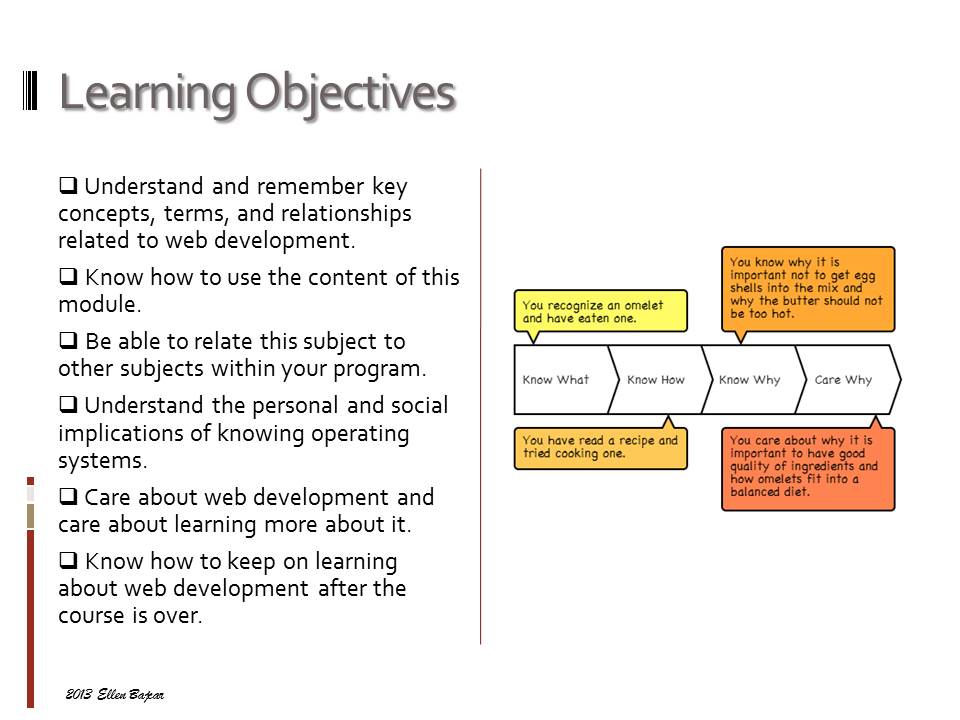 Learning Objectives
❑ Understand and remember key
concepts, terms, and relationships
related to web development.
❑ Know how to use the content of this
module.
❑ Be able to relate this subject to
other subjects within your program.
❑ Understand the personal and social
implications of knowing operating
systems.
❑ Care about web development and
care about learning more about it.
❑ Know how to keep on learning
about web development after the
course is over.
You recognize an omelet
and have eaten one.
You know why it is
important not to get egg
shells into the mix and
why the butter should not
be too hot.
Know What
Know How
Know Why
Care Why
You have read a recipe and
tried cooking one.
You care about why it is
important to have good
quality of ingredients and
how omelets fit into a
balanced diet.
2013 Ellen Bajcar